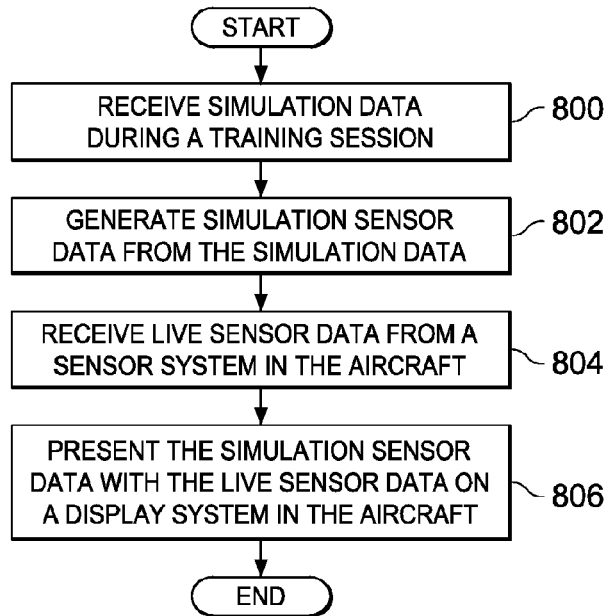 START
RECEIVE SIMULATION DATA
DURING A TRAINING SESSION
800
GENERATE SIMULATION SENSOR
DATA FROM THE SIMULATION DATA
802
RECEIVE LIVE SENSOR DATA FROM A
SENSOR SYSTEM IN THE AIRCRAFT
804
PRESENT THE SIMULATION SENSOR
DATA WITH THE LIVE SENSOR DATA ON
A DISPLAY SYSTEM IN THE AIRCRAFT
806
END